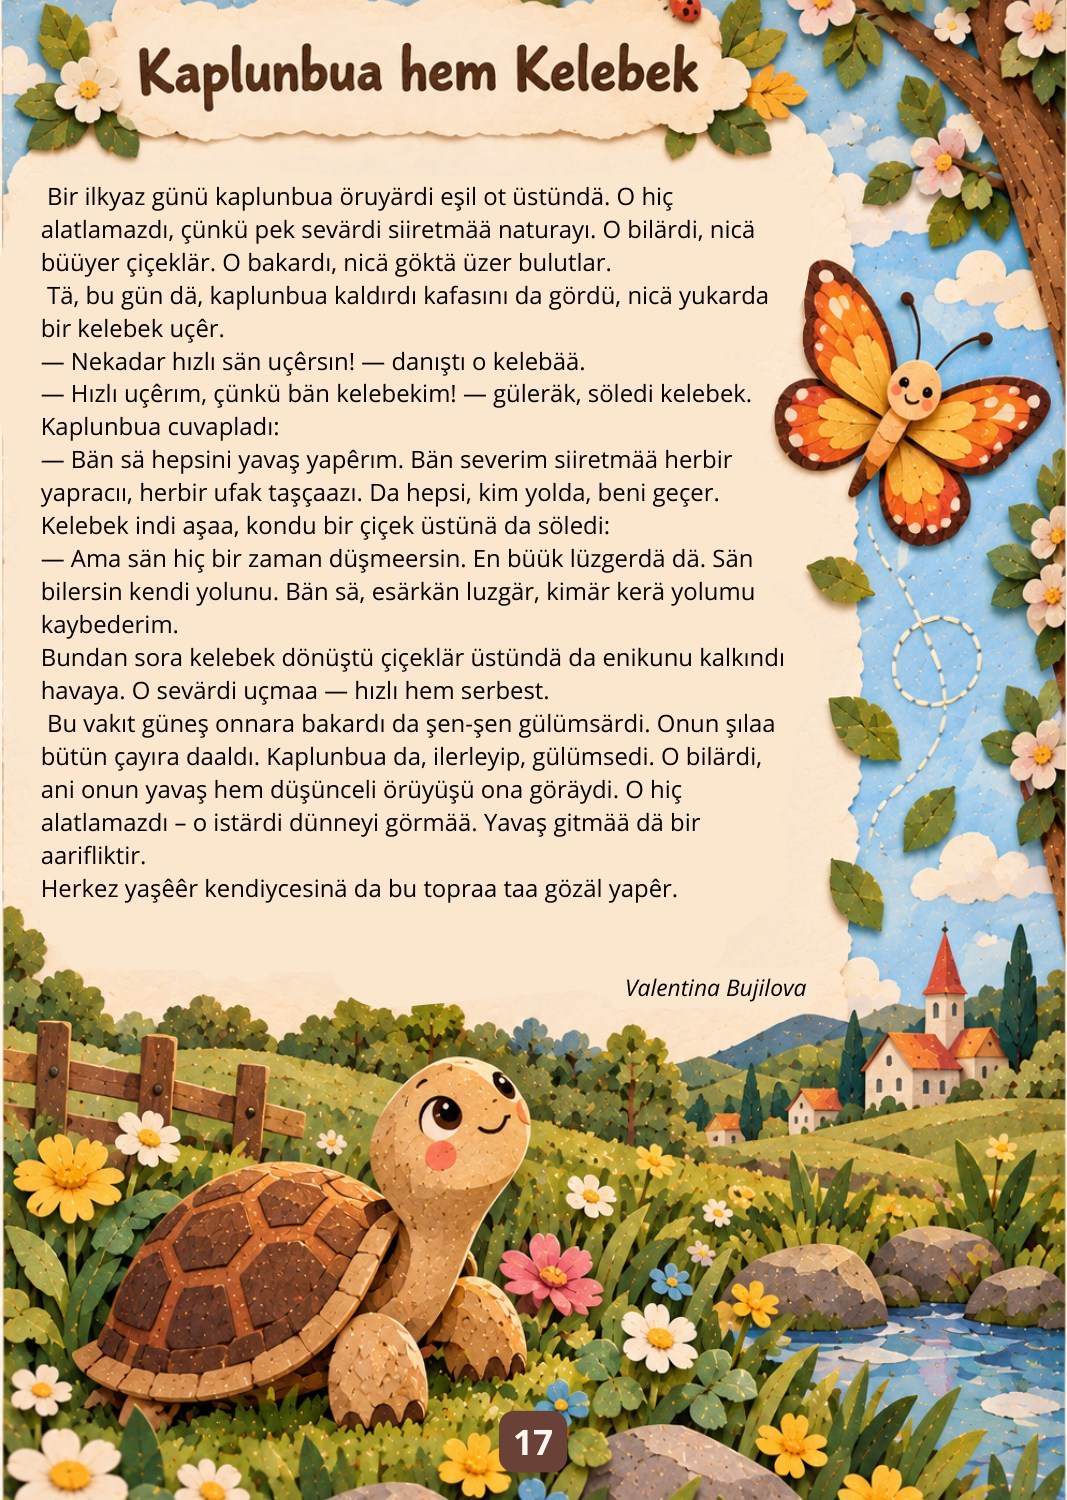 Kaplunbua hem Kelebek
Bir ilkyaz günü kaplunbua öruyärdi eşil ot üstündä. O hiç
alatlamazdı, çünkü pek sevärdi siiretmää naturayı. O bilärdi, nicä
büüyer çiçeklär. O bakardı, nicä göktä üzer bulutlar.
Tä, bu gün dä, kaplunbua kaldırdı kafasını da gördü, nicä yukarda
bir kelebek uçêr.
— Nekadar hızlı sän uçêrsın! — danıştı o kelebää.
— Hızlı uçêrım, çünkü bän kelebekim! — güleräk, söledi kelebek.
Kaplunbua cuvapladı:
— Bän sä hepsini yavaş yapêrım. Bän severim siiretmää herbir
yapracıı, herbir ufak taşçaazı. Da hepsi, kim yolda, beni geçer.
Kelebek indi aşaa, kondu bir çiçek üstünä da söledi:
— Ama sän hiç bir zaman düşmeersin. En büük lüzgerdä dä. Sän
bilersin kendi yolunu. Bän sä, esärkän luzgär, kimär kerä yolumu
kaybederim.
Bundan sora kelebek dönüştü çiçeklär üstündä da enikunu kalkındı
havaya. O sevärdi uçmaa — hızlı hem serbest.
Bu vakıt güneş onnara bakardı da şen-şen gülümsärdi. Onun şılaa
bütün çayıra daaldı. Kaplunbua da, ilerleyip, gülümsedi. O bilärdi,
ani onun yavaş hem düşünceli örüyüşü ona göräydi. O hiç
alatlamazdı – o istärdi dünneyi görmää. Yavaş gitmää dä bir
aarifliktir.
Herkez yaşêêr kendiycesinä da bu topraa taa gözäl yapêr.
Valentina Bujilova
17